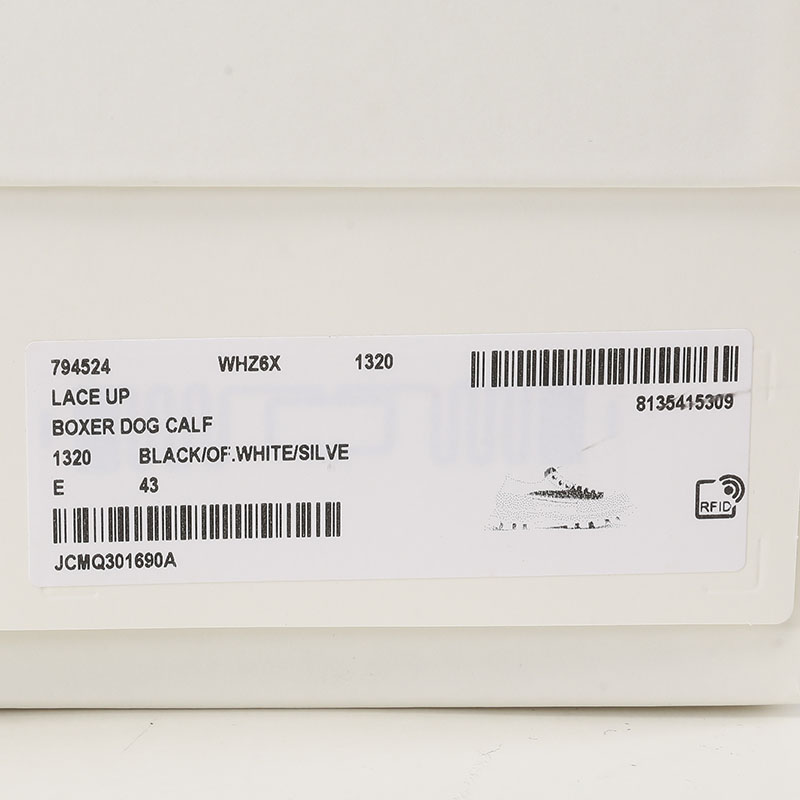 794524 WHZ6X 1320
8135415309
LACE UP
BOXER DOG CALF
1320 BLACK/OF.WHITE/SILVE
E 43
RFID
JCMQ301690A